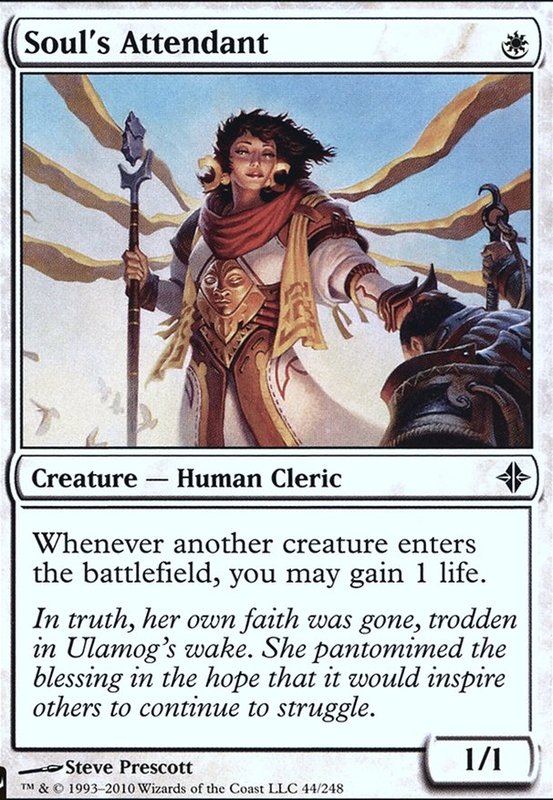 Soul's Attendant
Creature — Human Cleric
Whenever another creature enters
the battlefield, you may gain 1 life.
In truth, her own faith was gone, trodden
in Ulamog's wake. She pantomimed the
blessing in the hope that it would inspire
others to continue to struggle.
1/1
Steve Prescott
™ & © 1993–2010 Wizards of the Coast LLC 44/248